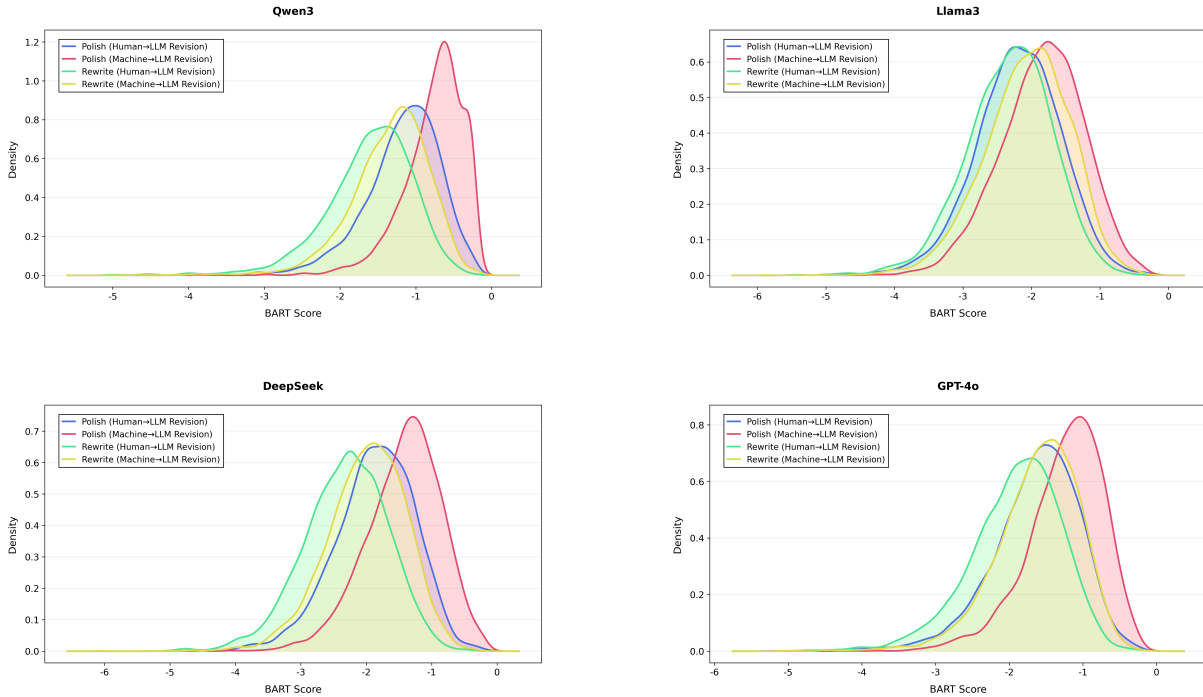 Qwen3
Polish (Human→LLM Revision)
Polish (Machine→LLM Revision)
Rewrite (Human→LLM Revision)
Rewrite (Machine→LLM Revision)
Density
1.2
1.0
0.8
0.6
0.4
0.2
0.0
-5 -4 -3 -2 -1 0
BART Score
Llama3
Polish (Human→LLM Revision)
Polish (Machine→LLM Revision)
Rewrite (Human→LLM Revision)
Rewrite (Machine→LLM Revision)
Density
0.6
0.5
0.4
0.3
0.2
0.1
0.0
-6 -5 -4 -3 -2 -1 0
BART Score
DeepSeek
Polish (Human→LLM Revision)
Polish (Machine→LLM Revision)
Rewrite (Human→LLM Revision)
Rewrite (Machine→LLM Revision)
Density
0.7
0.6
0.5
0.4
0.3
0.2
0.1
0.0
-6 -5 -4 -3 -2 -1 0
BART Score
GPT-4o
Polish (Human→LLM Revision)
Polish (Machine→LLM Revision)
Rewrite (Human→LLM Revision)
Rewrite (Machine→LLM Revision)
Density
0.8
0.6
0.4
0.2
0.0
-6 -5 -4 -3 -2 -1 0
BART Score